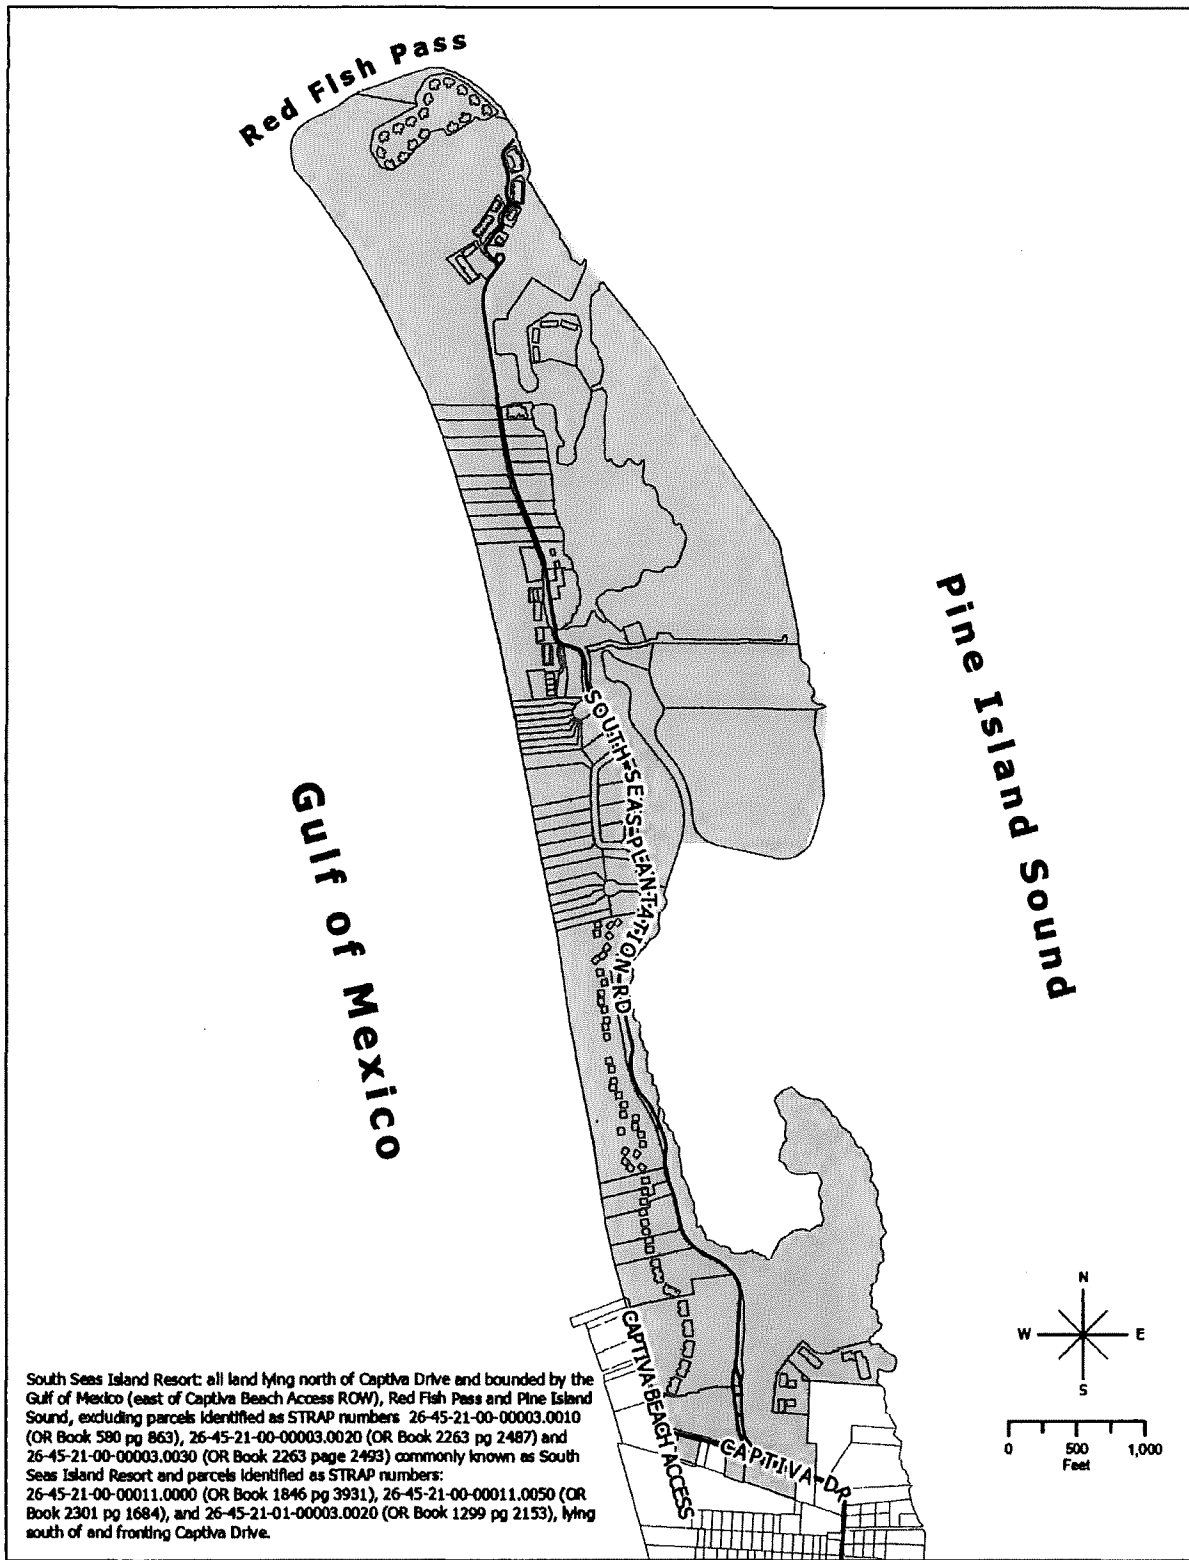 Red Fish Pass
Gulf of Mexico
Pine Island Sound
SOUTH-SEAS-PLANTATION-RD
CAPTIVA BEACH ACCESS
CAPTIVA-DR
N
W
E
S
0 500 1,000
Feet
South Seas Island Resort: all land lying north of Captiva Drive and bounded by the
Gulf of Mexico (east of Captiva Beach Access ROW), Red Fish Pass and Pine Island
Sound, excluding parcels identified as STRAP numbers 26-45-21-00-00003.0010
(OR Book 580 pg 863), 26-45-21-00-00003.0020 (OR Book 2263 pg 2487) and
26-45-21-00-00003.0030 (OR Book 2263 page 2493) commonly known as South
Seas Island Resort and parcels identified as STRAP numbers:
26-45-21-00-00011.0000 (OR Book 1846 pg 3931), 26-45-21-00-00011.0050 (OR
Book 2301 pg 1684), and 26-45-21-01-00003.0020 (OR Book 1299 pg 2153), lying
south of and fronting Captiva Drive.